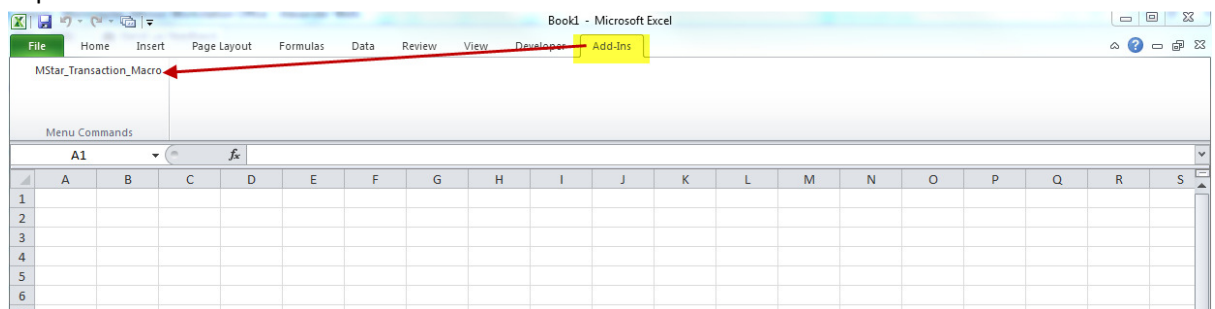 Book1 - Microsoft Excel
File Home Insert Page Layout Formulas Data Review View Developer Add-Ins
MStar_Transaction_Macro
Menu Commands
A1 fx
A B C D E F G H I J K L M N O P Q R S
1
2
3
4
5
6